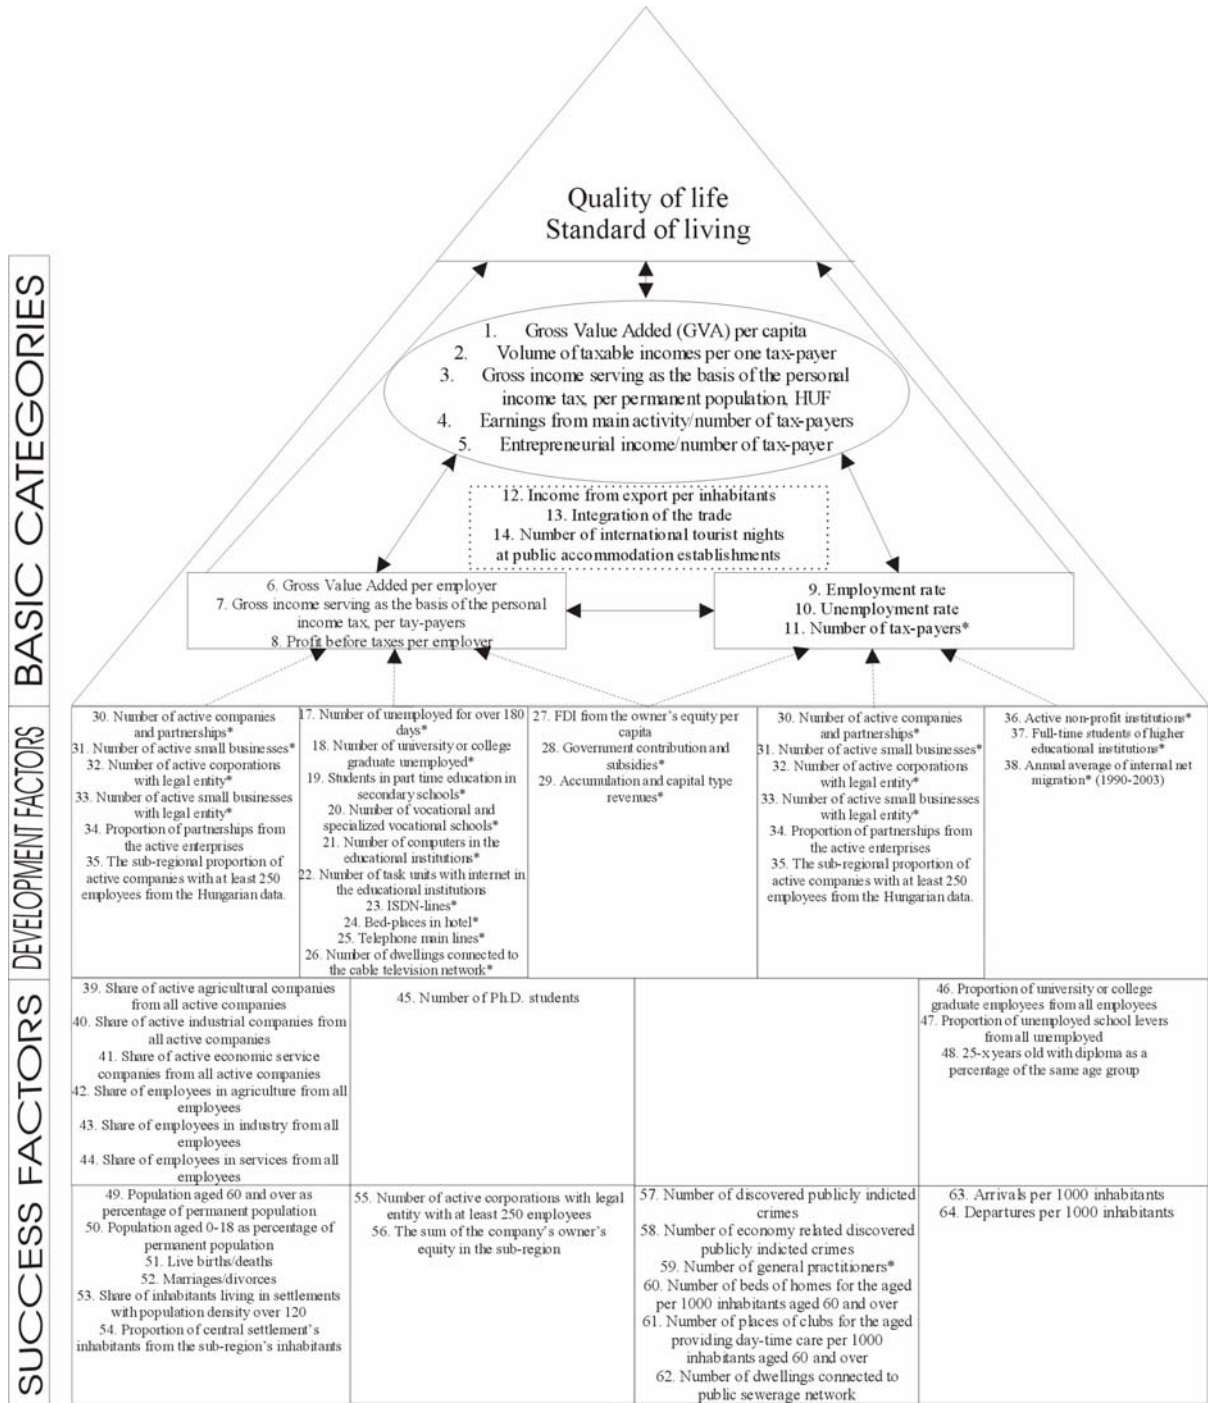 Quality of life
Standard of living
BASIC CATEGORIES
1. Gross Value Added (GVA) per capita
2. Volume of taxable incomes per one tax-payer
3. Gross income serving as the basis of the personal
income tax, per permanent population, HUF
4. Earnings from main activity/number of tax-payers
5. Entrepreneurial income/number of tax-payer
12. Income from export per inhabitants
13. Integration of the trade
14. Number of international tourist nights
at public accommodation establishments
6. Gross Value Added per employer
7. Gross income serving as the basis of the personal
income tax, per tay-payers
8. Profit before taxes per employer
9. Employment rate
10. Unemployment rate
11. Number of tax-payers*
DEVELOPMENT FACTORS
30. Number of active companies
and partnerships*
31. Number of active small businesses*
32. Number of active corporations
with legal entity*
33. Number of active small businesses
with legal entity*
34. Proportion of partnerships from
the active enterprises
35. The sub-regional proportion of
active companies with at least 250
employees from the Hungarian data.
17. Number of unemployed for over 180
days*
18. Number of university or college
graduate unemployed*
19. Students in part time education in
secondary schools*
20. Number of vocational and
specialized vocational schools*
21. Number of computers in the
educational institutions*
22. Number of task units with internet in
the educational institutions
23. ISDN-lines*
24. Bed-places in hotel*
25. Telephone main lines*
26. Number of dwellings connected to
the cable television network*
27. FDI from the owner's equity per
capita
28. Government contribution and
subsidies*
29. Accumulation and capital type
revenues*
30. Number of active companies
and partnerships*
31. Number of active small businesses*
32. Number of active corporations
with legal entity*
33. Number of active small businesses
with legal entity*
34. Proportion of partnerships from
the active enterprises
35. The sub-regional proportion of
active companies with at least 250
employees from the Hungarian data.
36. Active non-profit institutions*
37. Full-time students of higher
educational institutions*
38. Annual average of internal net
migration* (1990-2003)
SUCCESS FACTORS
39. Share of active agricultural companies
from all active companies
40. Share of active industrial companies from
all active companies
41. Share of active economic service
companies from all active companies
42. Share of employees in agriculture from all
employees
43. Share of employees in industry from all
employees
44. Share of employees in services from all
employees
45. Number of Ph.D. students
46. Proportion of university or college
graduate employees from all employees
47. Proportion of unemployed school levers
from all unemployed
48. 25-x years old with diploma as a
percentage of the same age group
49. Population aged 60 and over as
percentage of permanent population
50. Population aged 0-18 as percentage of
permanent population
51. Live births/deaths
52. Marriages/divorces
53. Share of inhabitants living in settlements
with population density over 120
54. Proportion of central settlement's
inhabitants from the sub-region's inhabitants
55. Number of active corporations with legal
entity with at least 250 employees
56. The sum of the company's owner's
equity in the sub-region
57. Number of discovered publicly indicted
crimes
58. Number of economy related discovered
publicly indicted crimes
59. Number of general practitioners*
60. Number of beds of homes for the aged
per 1000 inhabitants aged 60 and over
61. Number of places of clubs for the aged
providing day-time care per 1000
inhabitants aged 60 and over
62. Number of dwellings connected to
public sewerage network
63. Arrivals per 1000 inhabitants
64. Departures per 1000 inhabitants